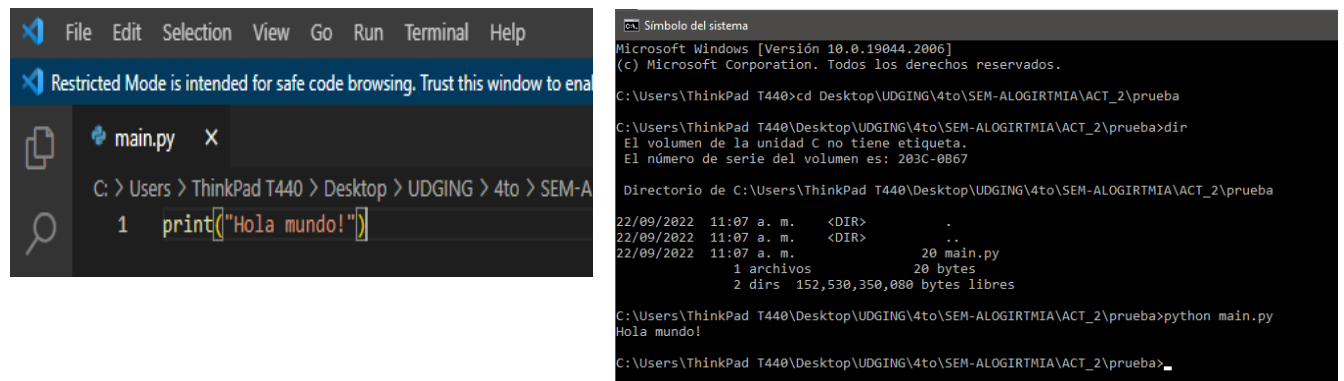 File Edit Selection View Go Run Terminal Help
Restricted Mode is intended for safe code browsing. Trust this window to enal
main.py X
C: > Users > ThinkPad T440 > Desktop > UDGING > 4to > SEM-A
1 print("Hola mundo!")
Símbolo del sistema
Microsoft Windows [Versión 10.0.19044.2006]
(c) Microsoft Corporation. Todos los derechos reservados.
C:\Users\ThinkPad T440>cd Desktop\UDGING\4to\SEM-ALOGIRTMIA\ACT_2\prueba
C:\Users\ThinkPad T440\Desktop\UDGING\4to\SEM-ALOGIRTMIA\ACT_2\prueba>dir
El volumen de la unidad C no tiene etiqueta.
El número de serie del volumen es: 203C-0B67
Directorio de C:\Users\ThinkPad T440\Desktop\UDGING\4to\SEM-ALOGIRTMIA\ACT_2\prueba
22/09/2022 11:07 a. m. <DIR> .
22/09/2022 11:07 a. m. <DIR> ..
22/09/2022 11:07 a. m. 20 main.py
1 archivos 20 bytes
2 dirs 152,530,350,080 bytes libres
C:\Users\ThinkPad T440\Desktop\UDGING\4to\SEM-ALOGIRTMIA\ACT_2\prueba>python main.py
Hola mundo!
C:\Users\ThinkPad T440\Desktop\UDGING\4to\SEM-ALOGIRTMIA\ACT_2\prueba>